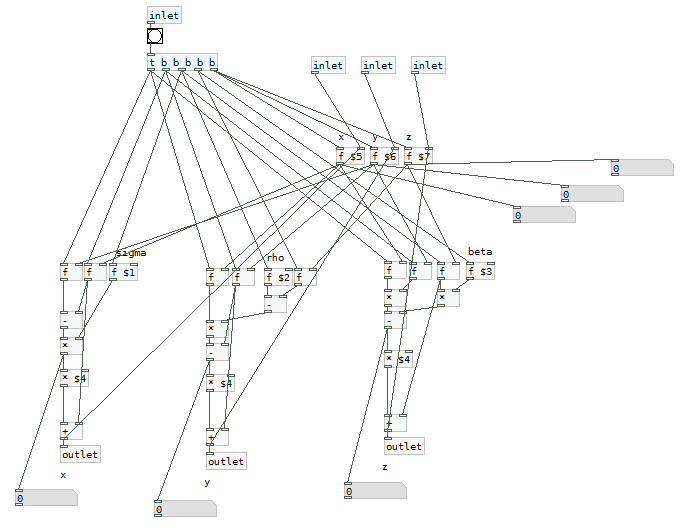 inlet
t b b b b b
inlet inlet inlet
x y z
f $5 f $6 f $7
0
0
0
sigma
rho
beta
f f f $1
f f f $2 f
f f f f $3
- - * *
* * -
* $4 - * $4
* $4
+ + +
outlet outlet outlet
x y z
0 0 0